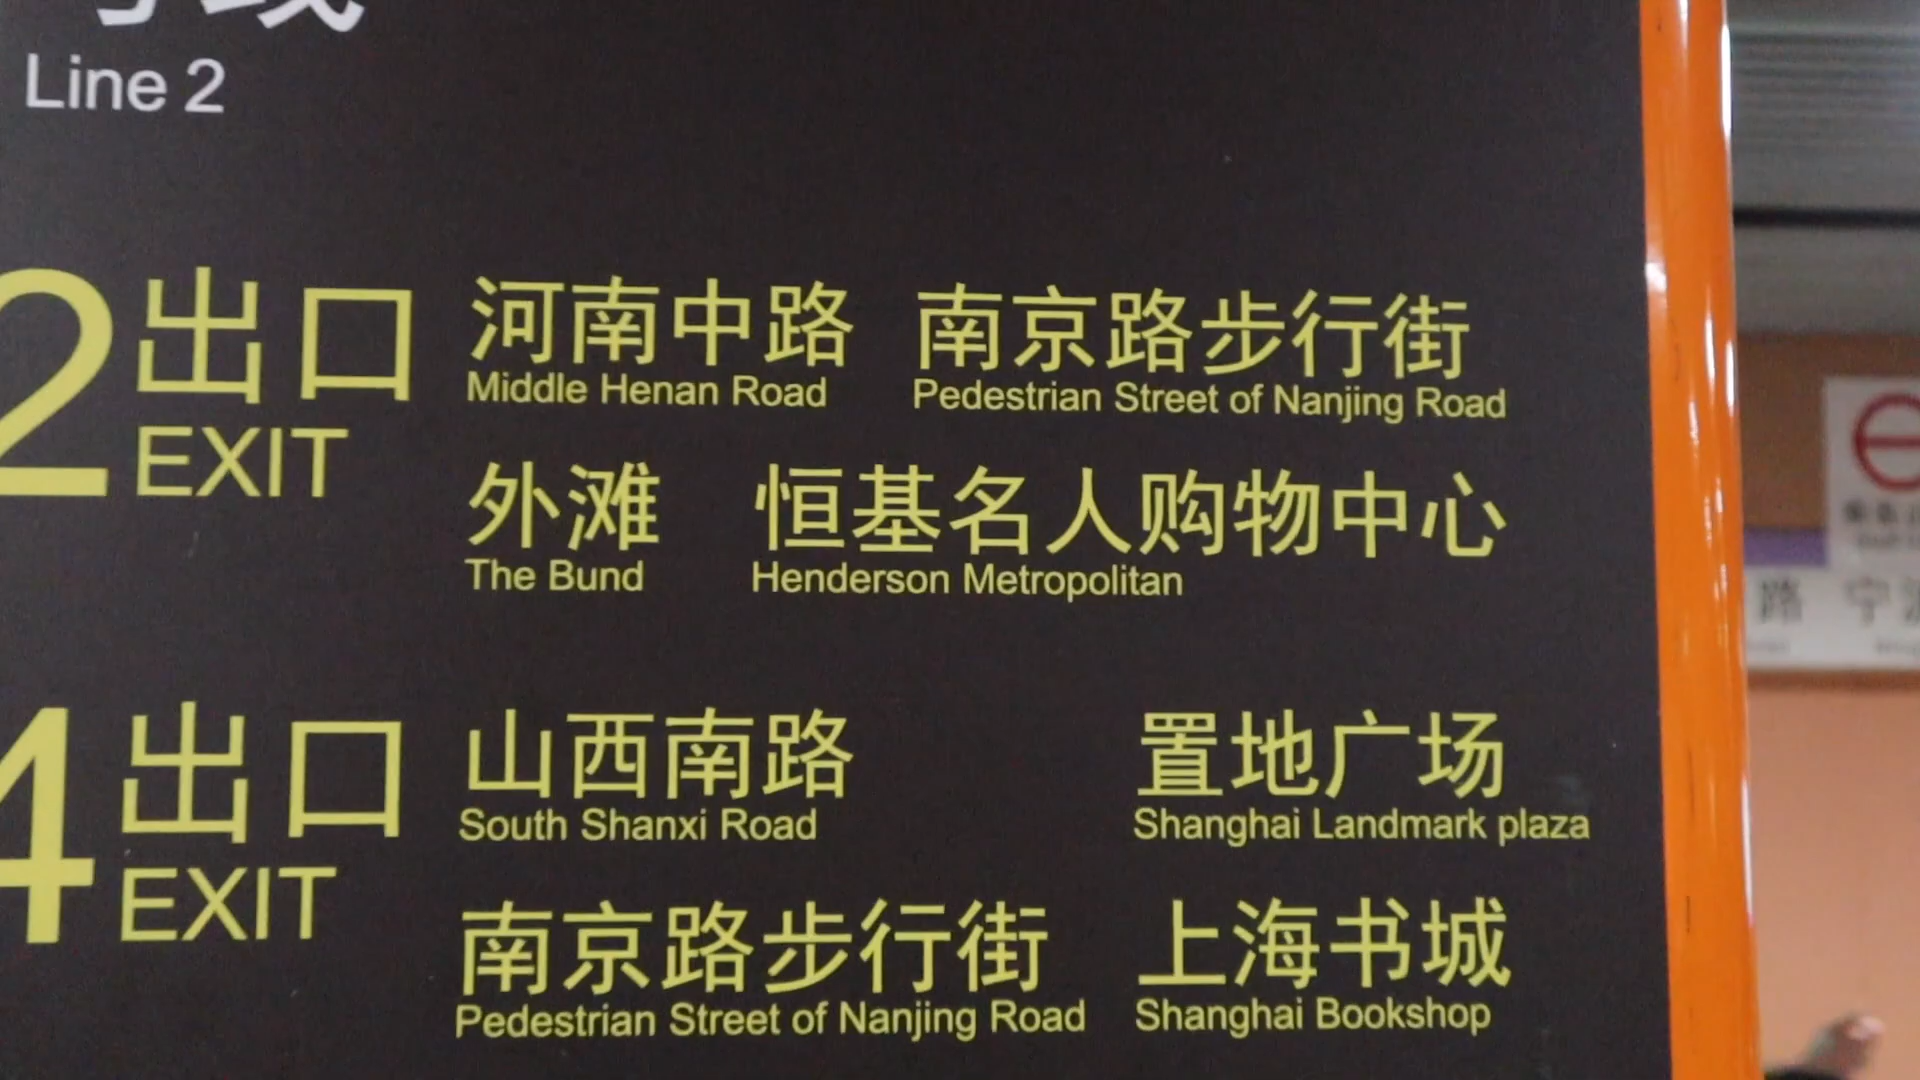 Line 2
2 出口 EXIT
河南中路 南京路步行街
Middle Henan Road Pedestrian Street of Nanjing Road
外滩 恒基名人购物中心
The Bund Henderson Metropolitan
4 出口 EXIT
山西南路 置地广场
South Shanxi Road Shanghai Landmark plaza
南京路步行街 上海书城
Pedestrian Street of Nanjing Road Shanghai Bookshop
路 宁